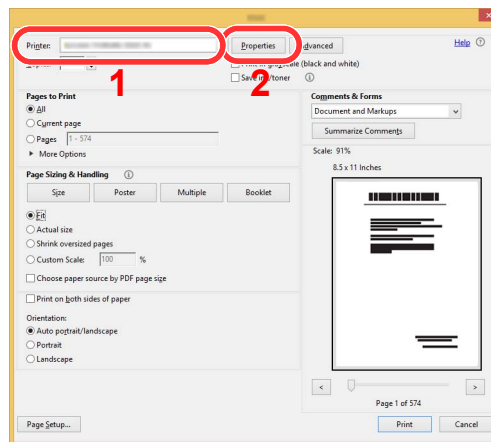 Printer:
Properties
Advanced
Help
Print in grayscale (black and white)
Save ink/toner
1
2
Pages to Print
All
Current page
Pages 1 - 574
More Options
Page Sizing & Handling
Size Poster Multiple Booklet
Fit
Actual size
Shrink oversized pages
Custom Scale: 100 %
Choose paper source by PDF page size
Print on both sides of paper
Orientation:
Auto portrait/landscape
Portrait
Landscape
Comments & Forms
Document and Markups
Summarize Comments
Scale: 91%
8.5 x 11 Inches
< >
Page 1 of 574
Page Setup...
Print
Cancel